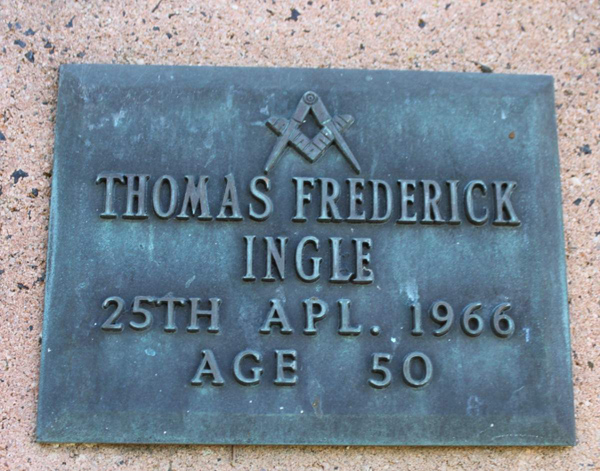 THOMAS FREDERICK
INGLE
25TH APL. 1966
AGE 50